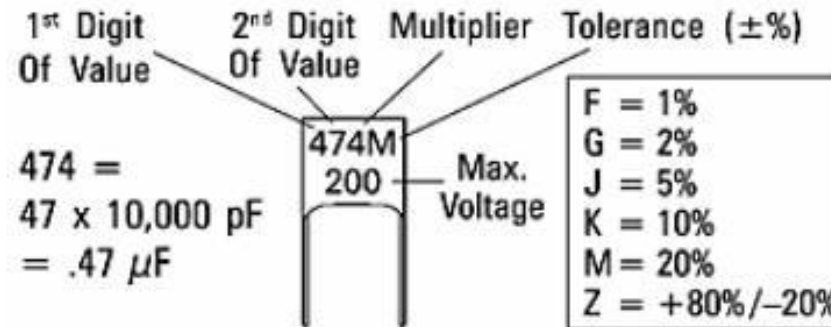 1st Digit
Of Value
2nd Digit
Of Value
Multiplier
Tolerance (±%)
474M
200
Max.
Voltage
474 =
47 x 10,000 pF
= .47 µF
F = 1%
G = 2%
J = 5%
K = 10%
M = 20%
Z = +80%/–20%